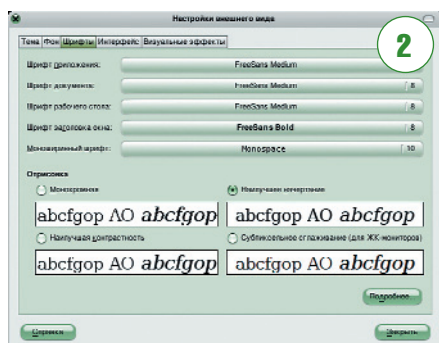 Настройки внешнего вида
2
Тема Фон Шрифты Интерфейс Визуальные эффекты
Шрифт приложения: FreeSans Medium
Шрифт документа: FreeSans Medium 8
Шрифт рабочего стола: FreeSans Medium 8
Шрифт заголовка окна: FreeSans Bold 8
Моноширинный шрифт: Monospace 10
Отрисовка
Монохромная Наилучшее начертание
abcfgop AO abcfgop abcfgop AO abcfgop
Наилучшая контрастность Субпиксельное сглаживание (для ЖК-мониторов)
abcfgop AO abcfgop abcfgop AO abcfgop
Подробнее...
Справка Закрыть